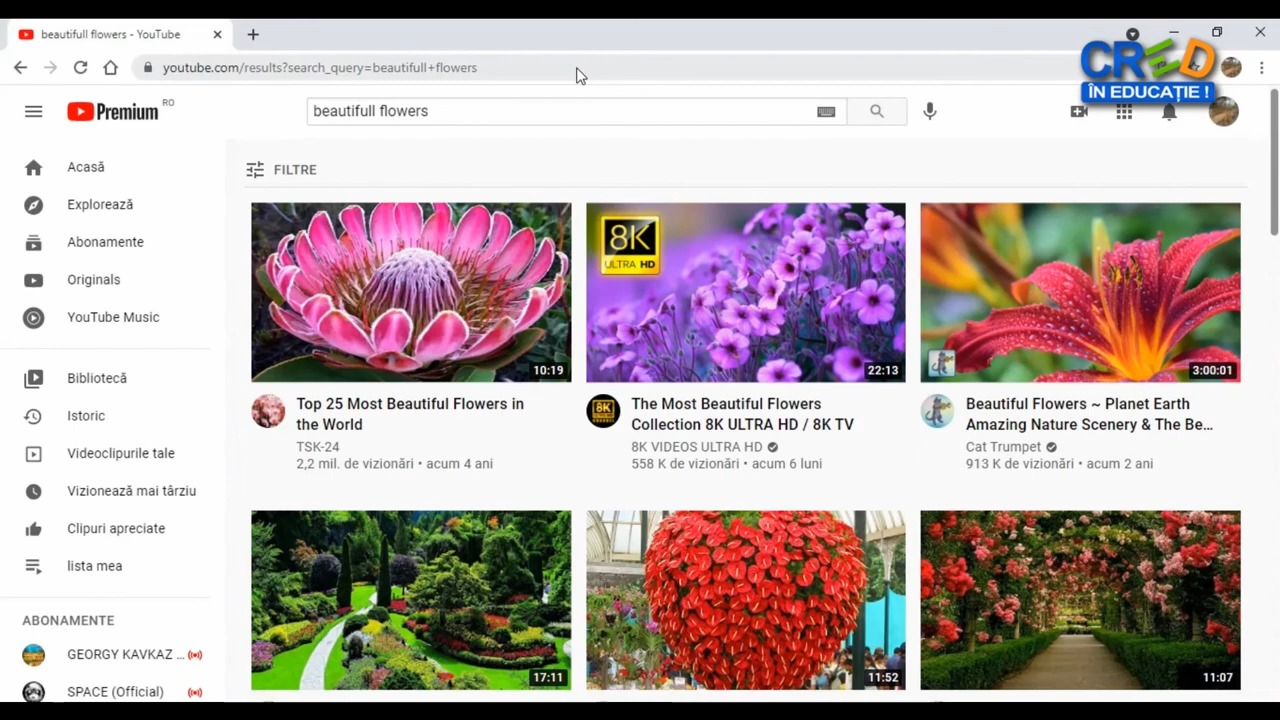 beautifull flowers - YouTube
youtube.com/results?search_query=beautifull+flowers
CRED
ÎN EDUCAȚIE !
Premium RO
beautifull flowers
Acasă
Explorează
Abonamente
Originals
YouTube Music
Bibliotecă
Istoric
Videoclipurile tale
Vizionează mai târziu
Clipuri apreciate
lista mea
ABONAMENTE
GEORGY KAVKAZ ...
SPACE (Official)
FILTRE
10:19
Top 25 Most Beautiful Flowers in
the World
TSK-24
2,2 mil. de vizionări • acum 4 ani
8K
ULTRA HD
22:13
8K
The Most Beautiful Flowers
Collection 8K ULTRA HD / 8K TV
8K VIDEOS ULTRA HD
558 K de vizionări • acum 6 luni
3:00:01
Beautiful Flowers ~ Planet Earth
Amazing Nature Scenery & The Be...
Cat Trumpet
913 K de vizionări • acum 2 ani
17:11
11:52
11:07